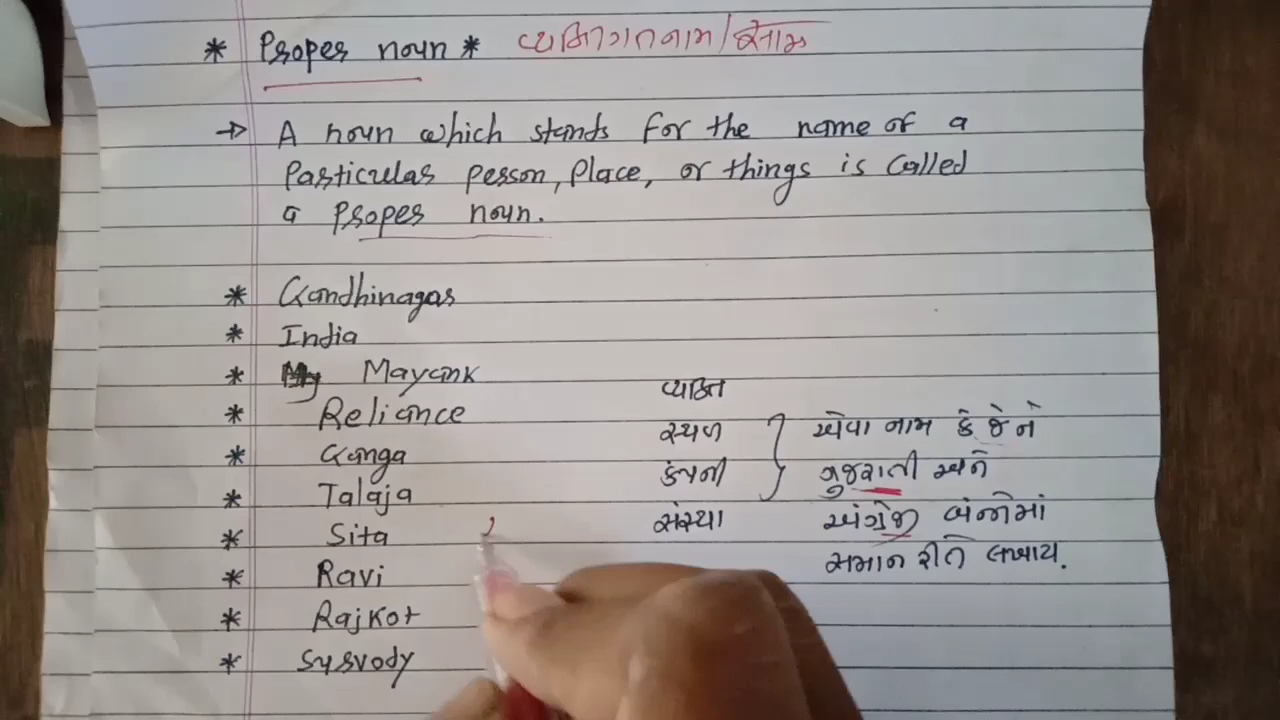 * Proper noun * વ્યક્તિગતનામ/
→ A noun which stands for the name of a
Particular person, Place, or things is called
a Proper noun.
* Gandhinagar
* India
* Mayank
* Reliance
* Ganga
* Talaja
* Sita
* Ravi
* Rajkot
* Sysvody
વ્યક્તિ
સ્થળ
કંપની
સંસ્થા
એવા નામ કે જે ને
ગુજરાતી અને
અંગ્રેજી બંનેમાં
સમાન રીતે લખાય.